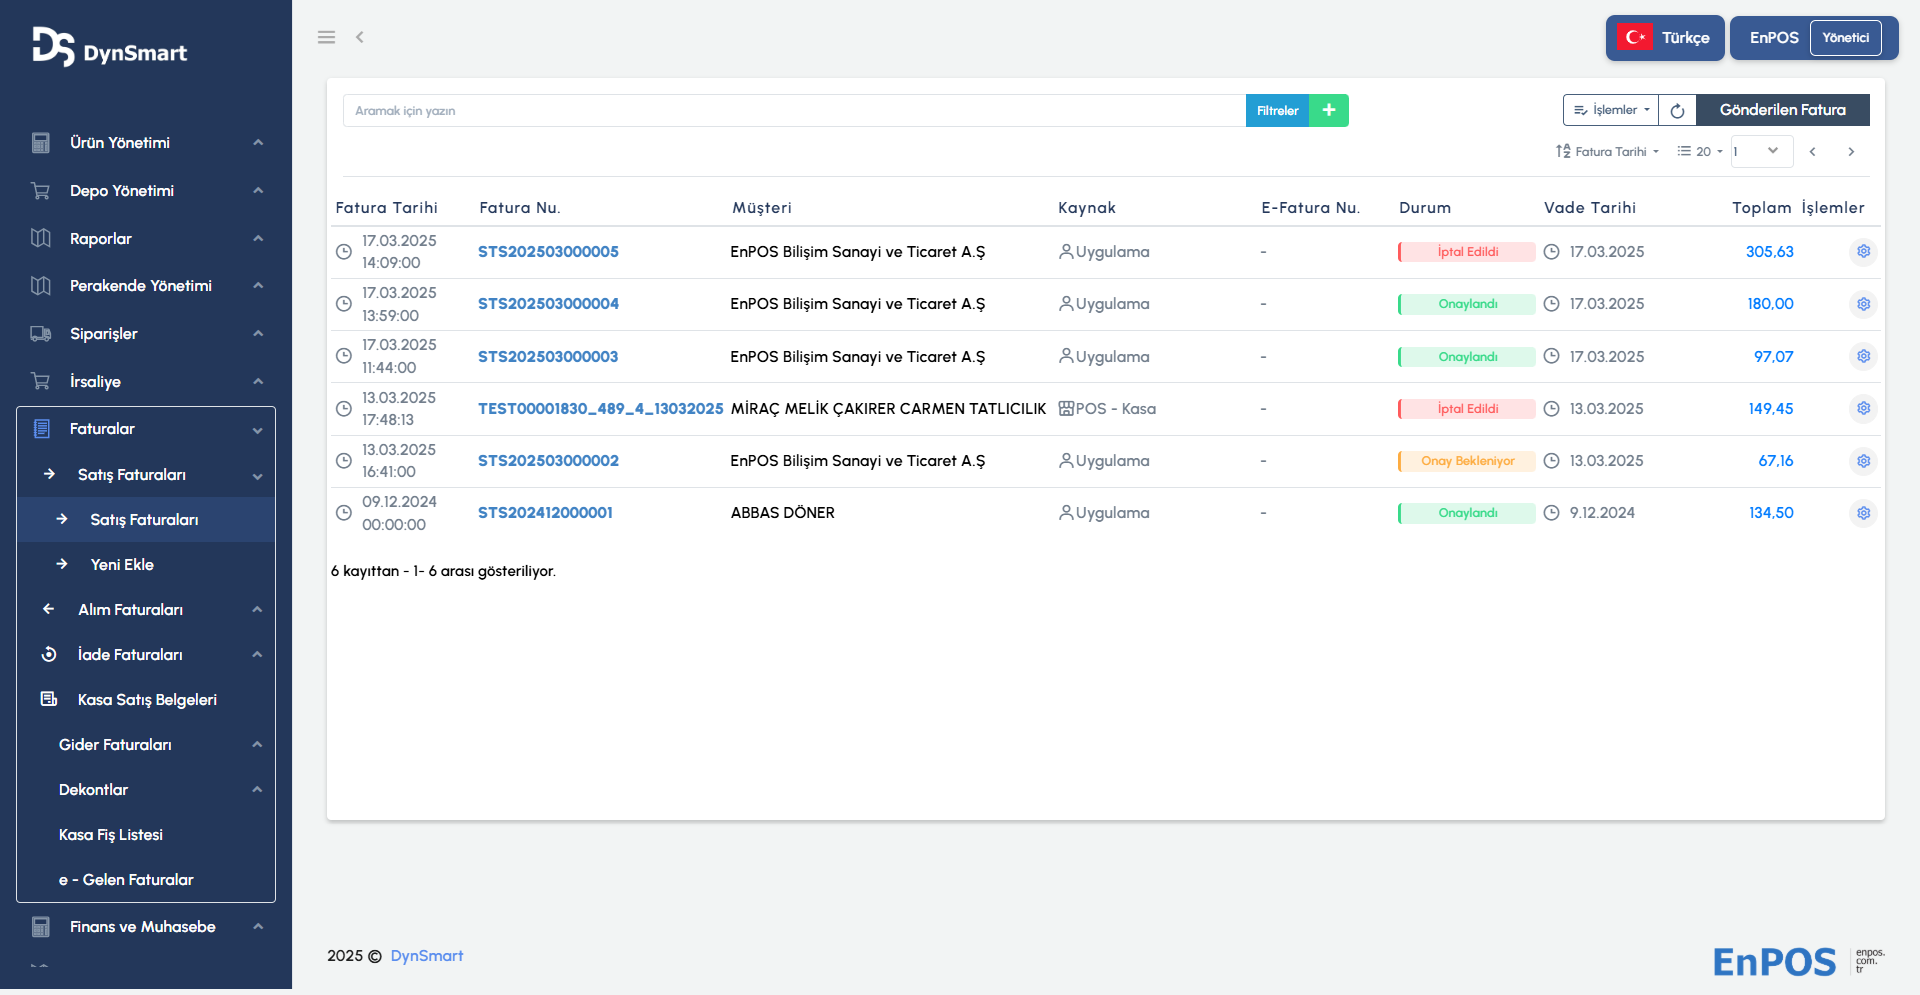 DynSmart
Ürün Yönetimi
Depo Yönetimi
Raporlar
Perakende Yönetimi
Siparişler
İrsaliye
Faturalar
Satış Faturaları
Satış Faturaları
Yeni Ekle
Alım Faturaları
İade Faturaları
Kasa Satış Belgeleri
Gider Faturaları
Dekontlar
Kasa Fiş Listesi
e - Gelen Faturalar
Finans ve Muhasebe
Türkçe
EnPOS Yönetici
Aramak için yazın Filtreler +
İşlemler Gönderilen Fatura
Fatura Tarihi 20 1
Fatura Tarihi Fatura Nu. Müşteri Kaynak E-Fatura Nu. Durum Vade Tarihi Toplam İşlemler
17.03.2025 14:09:00 STS202503000005 EnPOS Bilişim Sanayi ve Ticaret A.Ş Uygulama - İptal Edildi 17.03.2025 305,63
17.03.2025 13:59:00 STS202503000004 EnPOS Bilişim Sanayi ve Ticaret A.Ş Uygulama - Onaylandı 17.03.2025 180,00
17.03.2025 11:44:00 STS202503000003 EnPOS Bilişim Sanayi ve Ticaret A.Ş Uygulama - Onaylandı 17.03.2025 97,07
13.03.2025 17:48:13 TEST00001830_489_4_13032025 MİRAÇ MELİK ÇAKIRER CARMEN TATLICILIK POS - Kasa - İptal Edildi 13.03.2025 149,45
13.03.2025 16:41:00 STS202503000002 EnPOS Bilişim Sanayi ve Ticaret A.Ş Uygulama - Onay Bekleniyor 13.03.2025 67,16
09.12.2024 00:00:00 STS202412000001 ABBAS DÖNER Uygulama - Onaylandı 9.12.2024 134,50
6 kayıttan - 1- 6 arası gösteriliyor.
2025 © DynSmart
EnPOS
enpos.
com.
tr